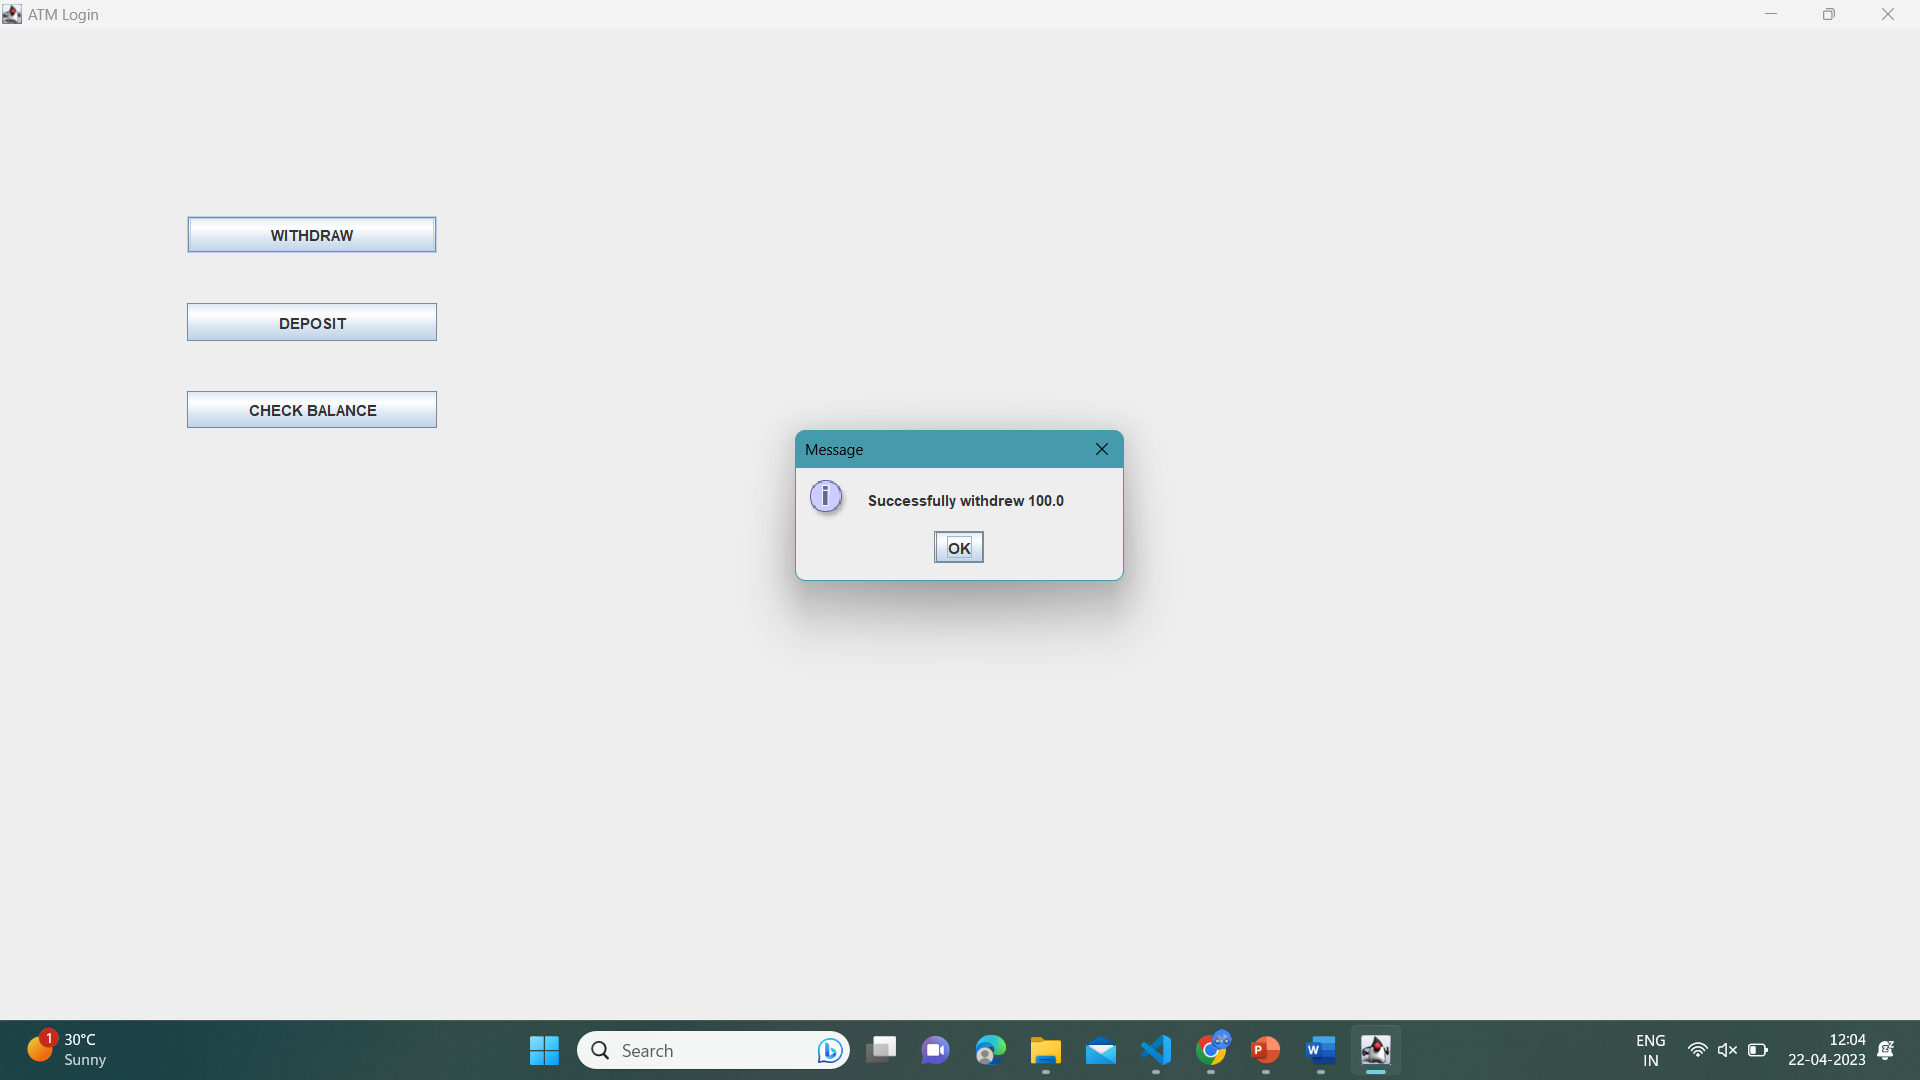 ATM Login
WITHDRAW
DEPOSIT
CHECK BALANCE
Message
i
Successfully withdrew 100.0
OK
1
30°C
Sunny
Search
P
W
ENG
IN
12:04
22-04-2023